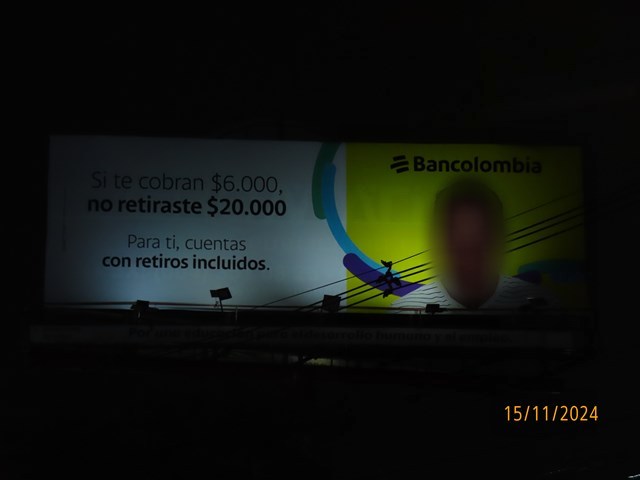 Si te cobran $6.000,
no retiraste $20.000
Para ti, cuentas
con retiros incluidos.
Bancolombia
15/11/2024